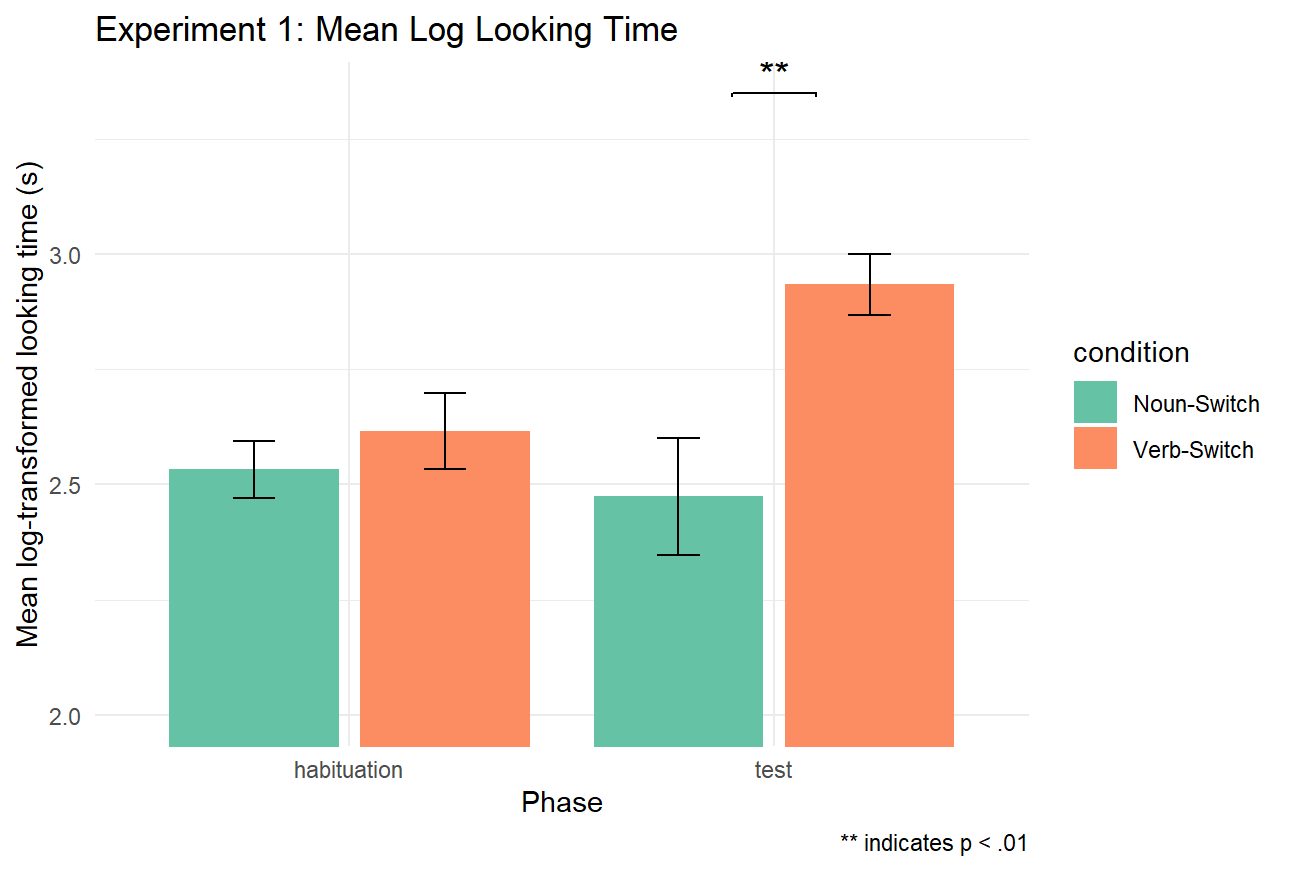 Experiment 1: Mean Log Looking Time
**
Mean log-transformed looking time (s)
3.0
2.5
2.0
habituation
test
Phase
condition
Noun-Switch
Verb-Switch
** indicates p < .01